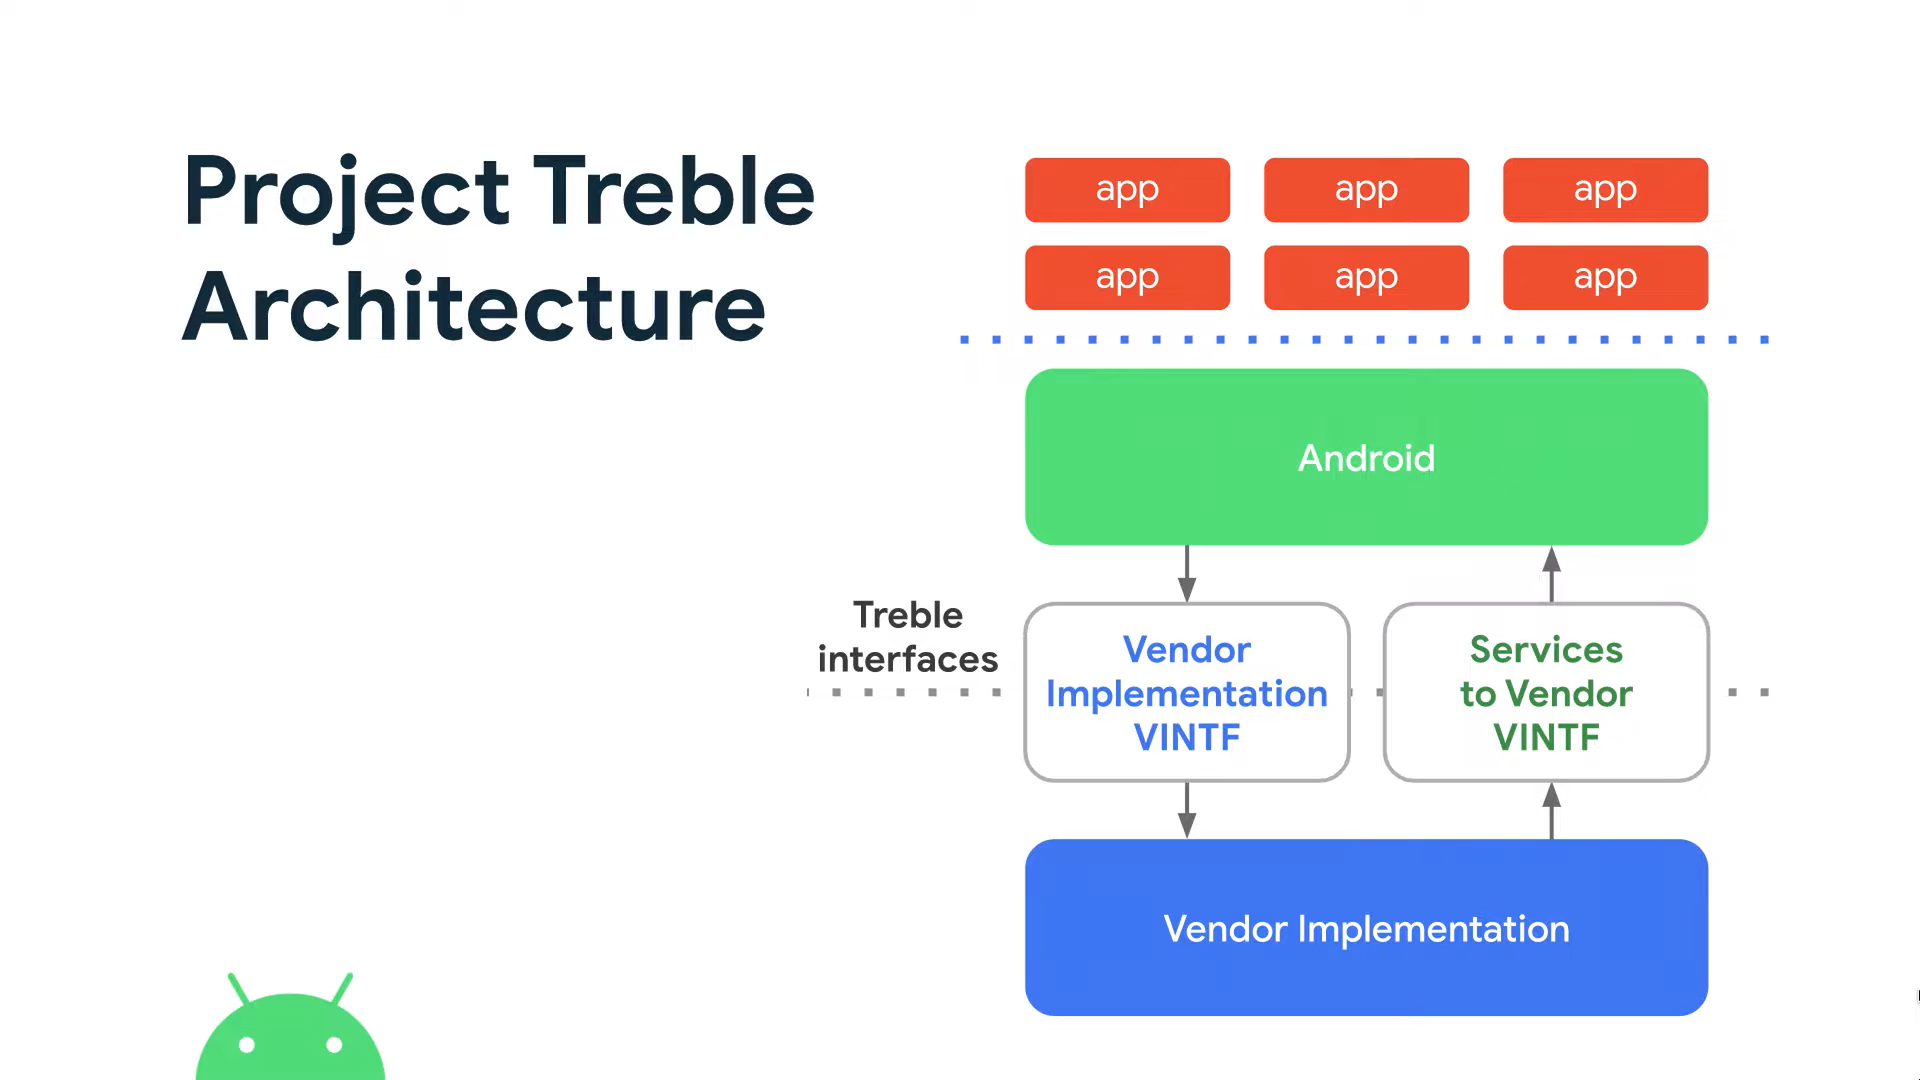 Project Treble
Architecture
app
app
app
app
app
app
Android
Treble
interfaces
Vendor
Implementation
VINTF
Services
to Vendor
VINTF
Vendor Implementation